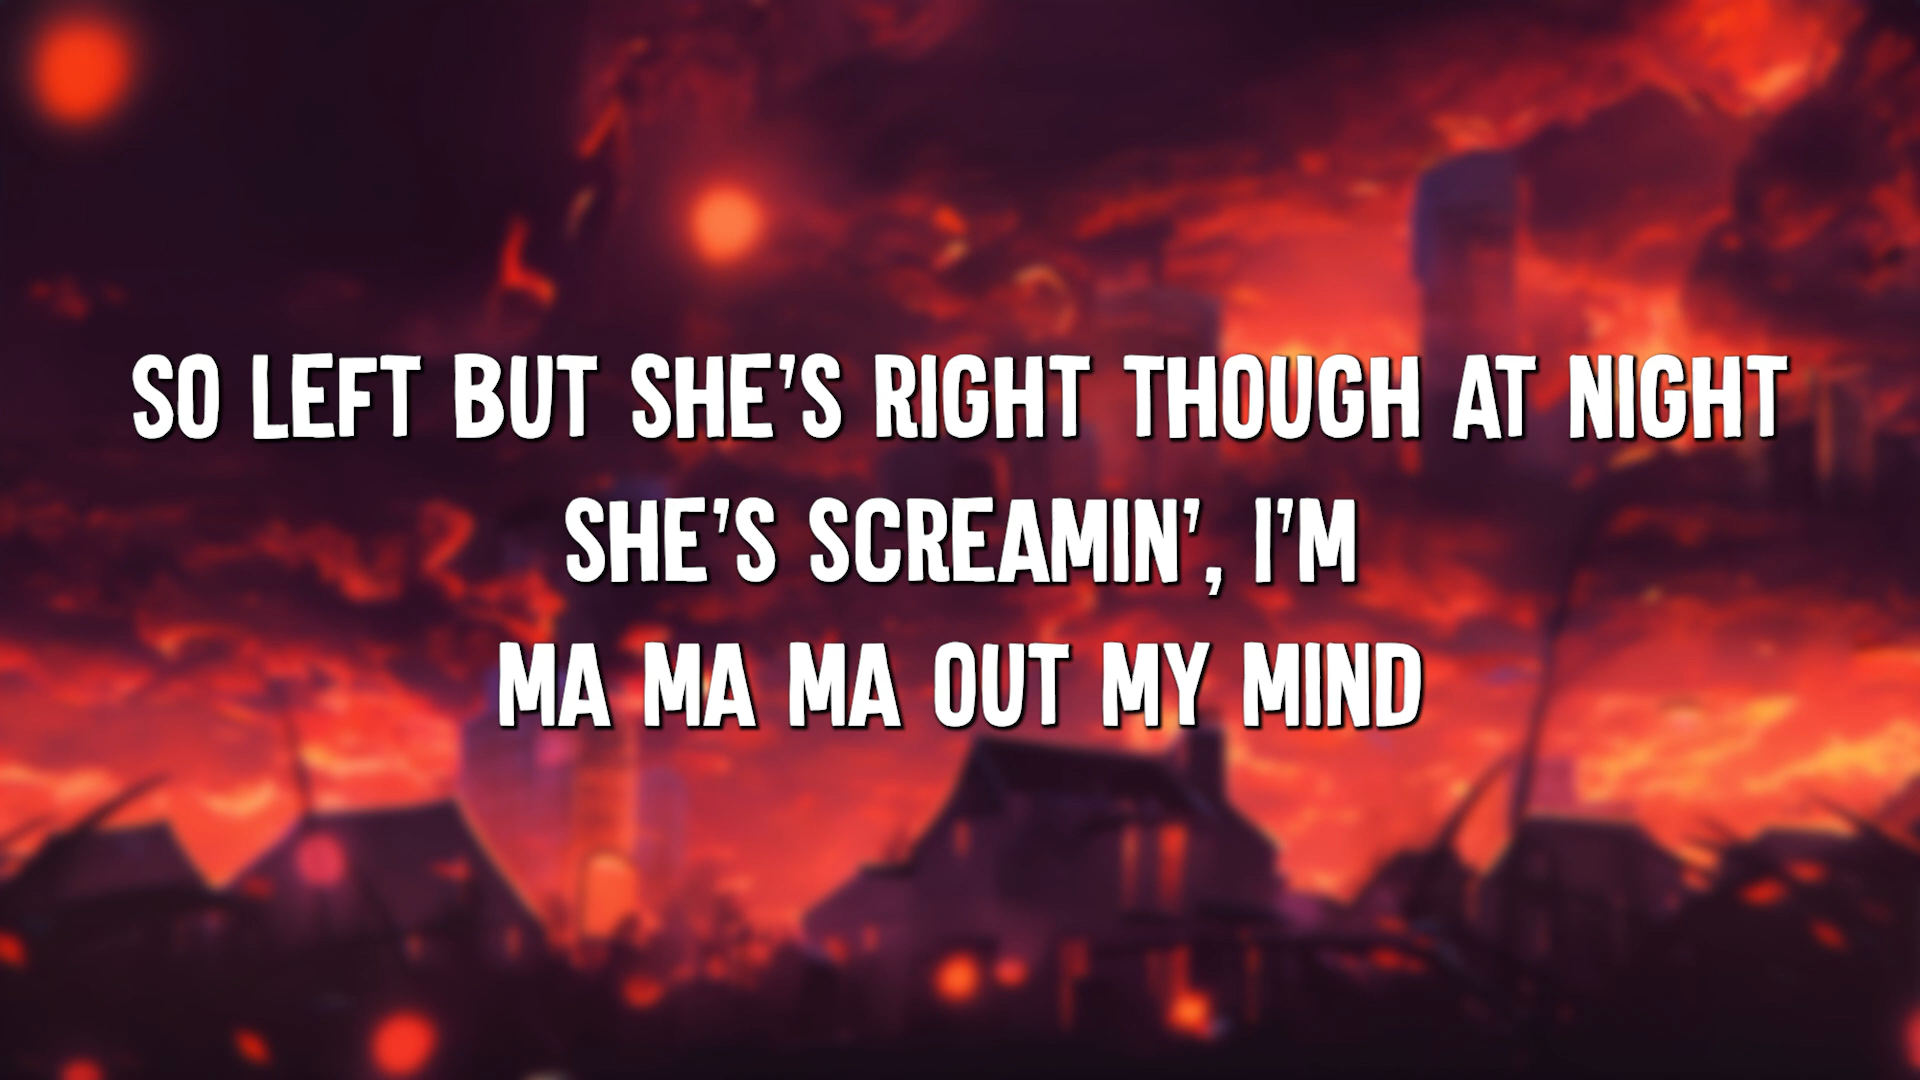 SO LEFT BUT SHE'S RIGHT THOUGH AT NIGHT
SHE'S SCREAMIN', I'M
MA MA MA OUT MY MIND